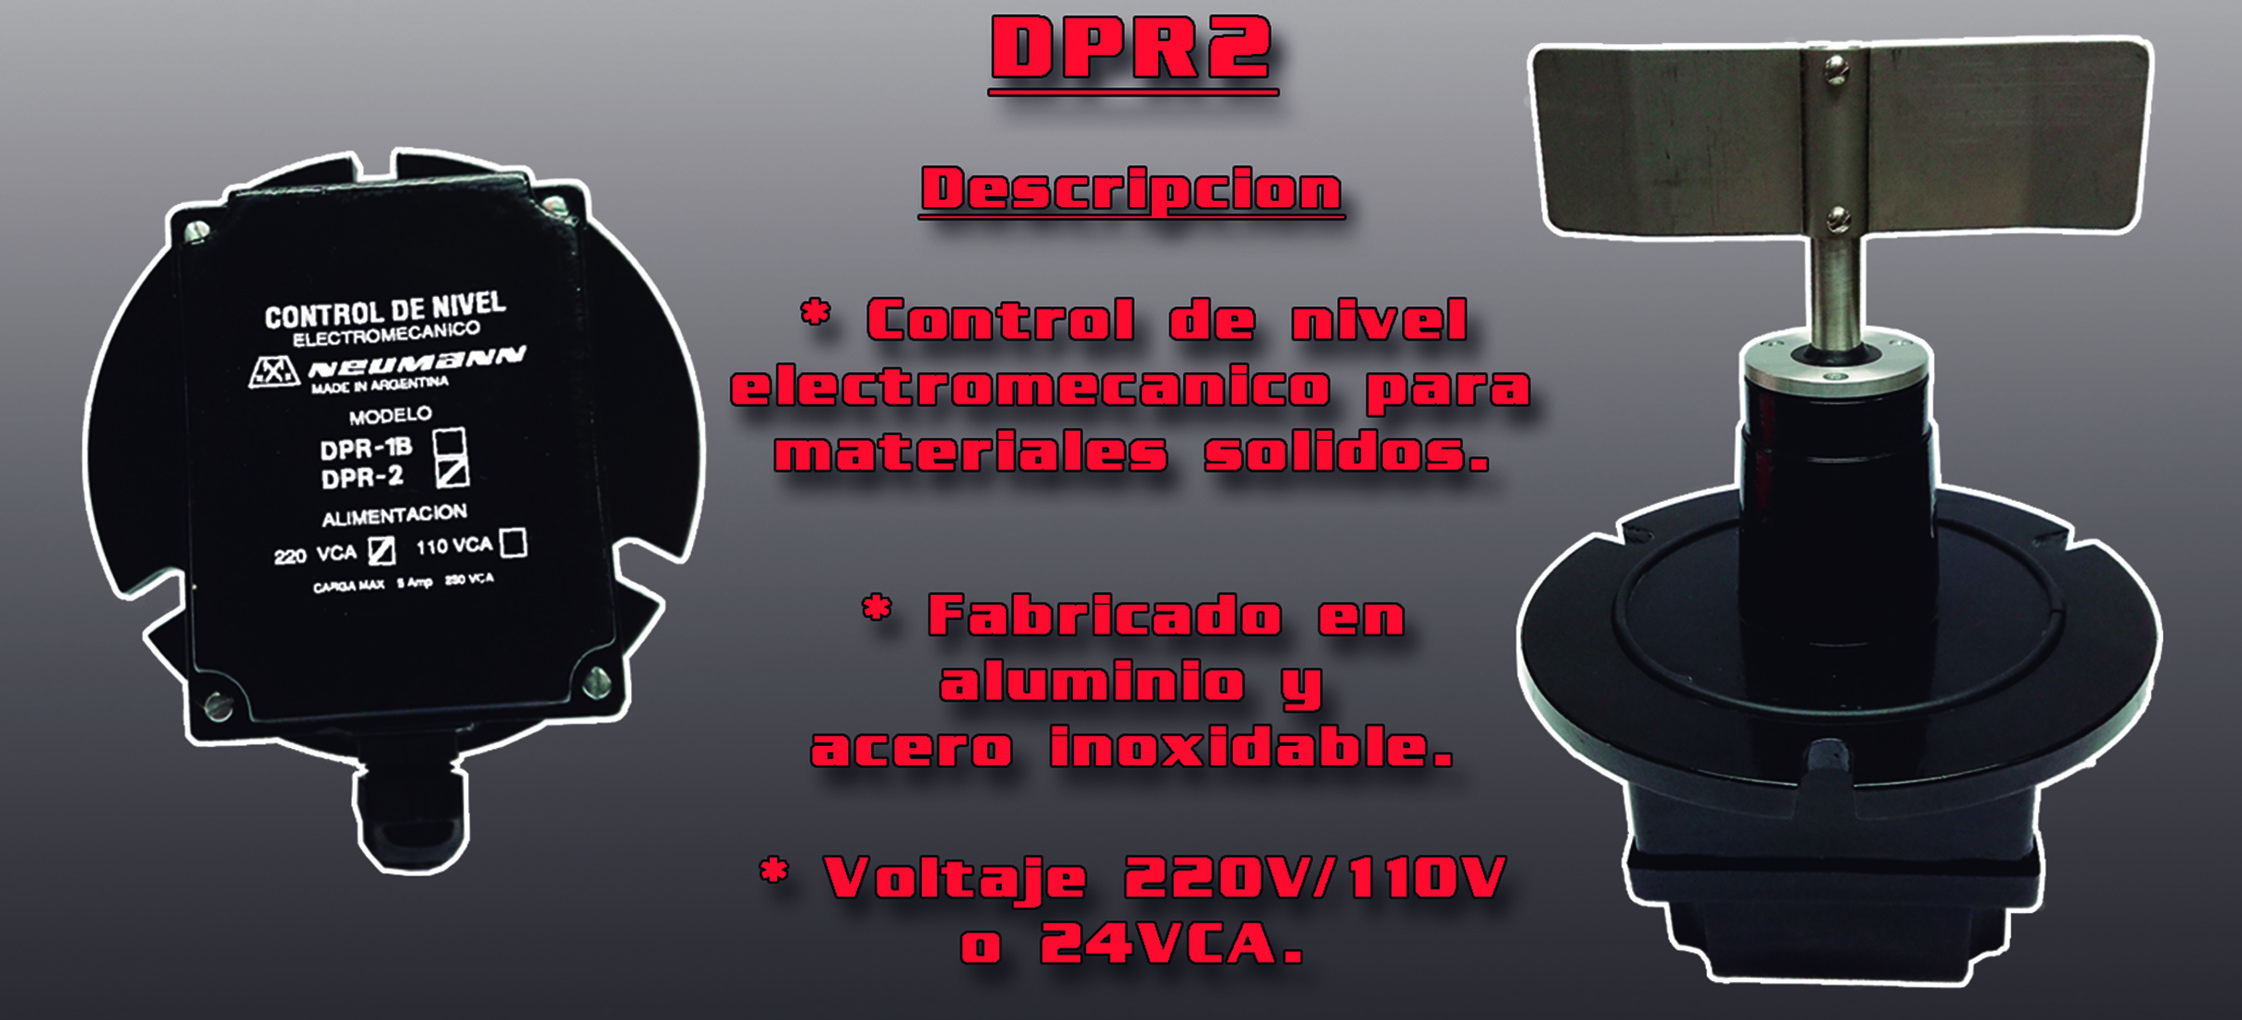 DPR2
Descripcion
* Control de nivel
electromecanico para
materiales solidos.
* Fabricado en
aluminio y
acero inoxidable.
* Voltaje 220V/110V
o 24VCA.
CONTROL DE NIVEL
ELECTROMECANICO
NEUMANN
MADE IN ARGENTINA
MODELO
DPR-1B
DPR-2
ALIMENTACION
220 VCA 110 VCA
CARGA MAX Amp 250 VCA